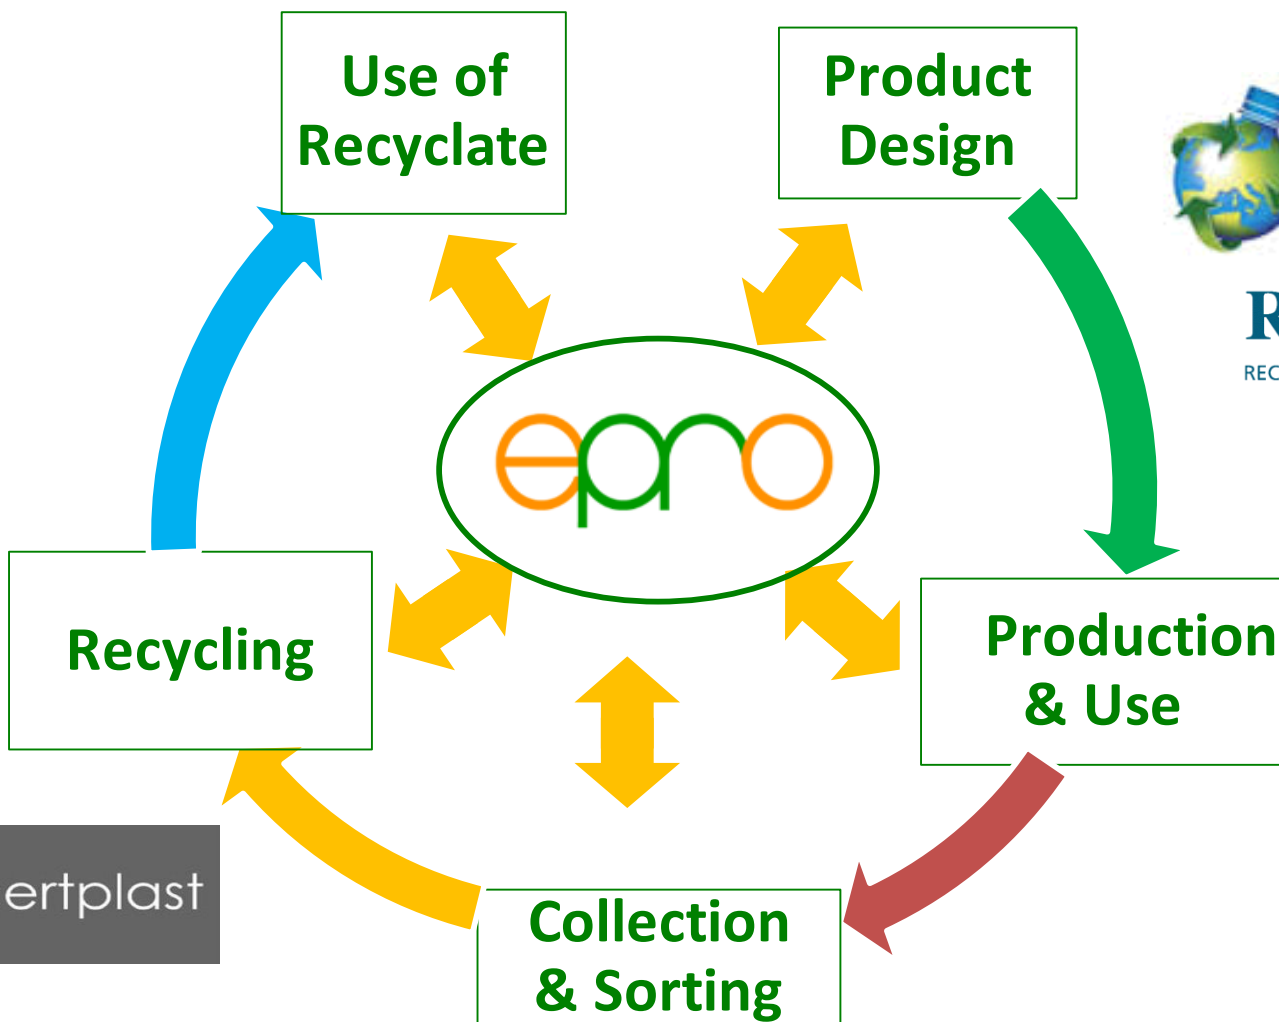 Use of
Recyclate
Product
Design
R
REC
epro
Recycling
Production
& Use
ertplast
Collection
& Sorting